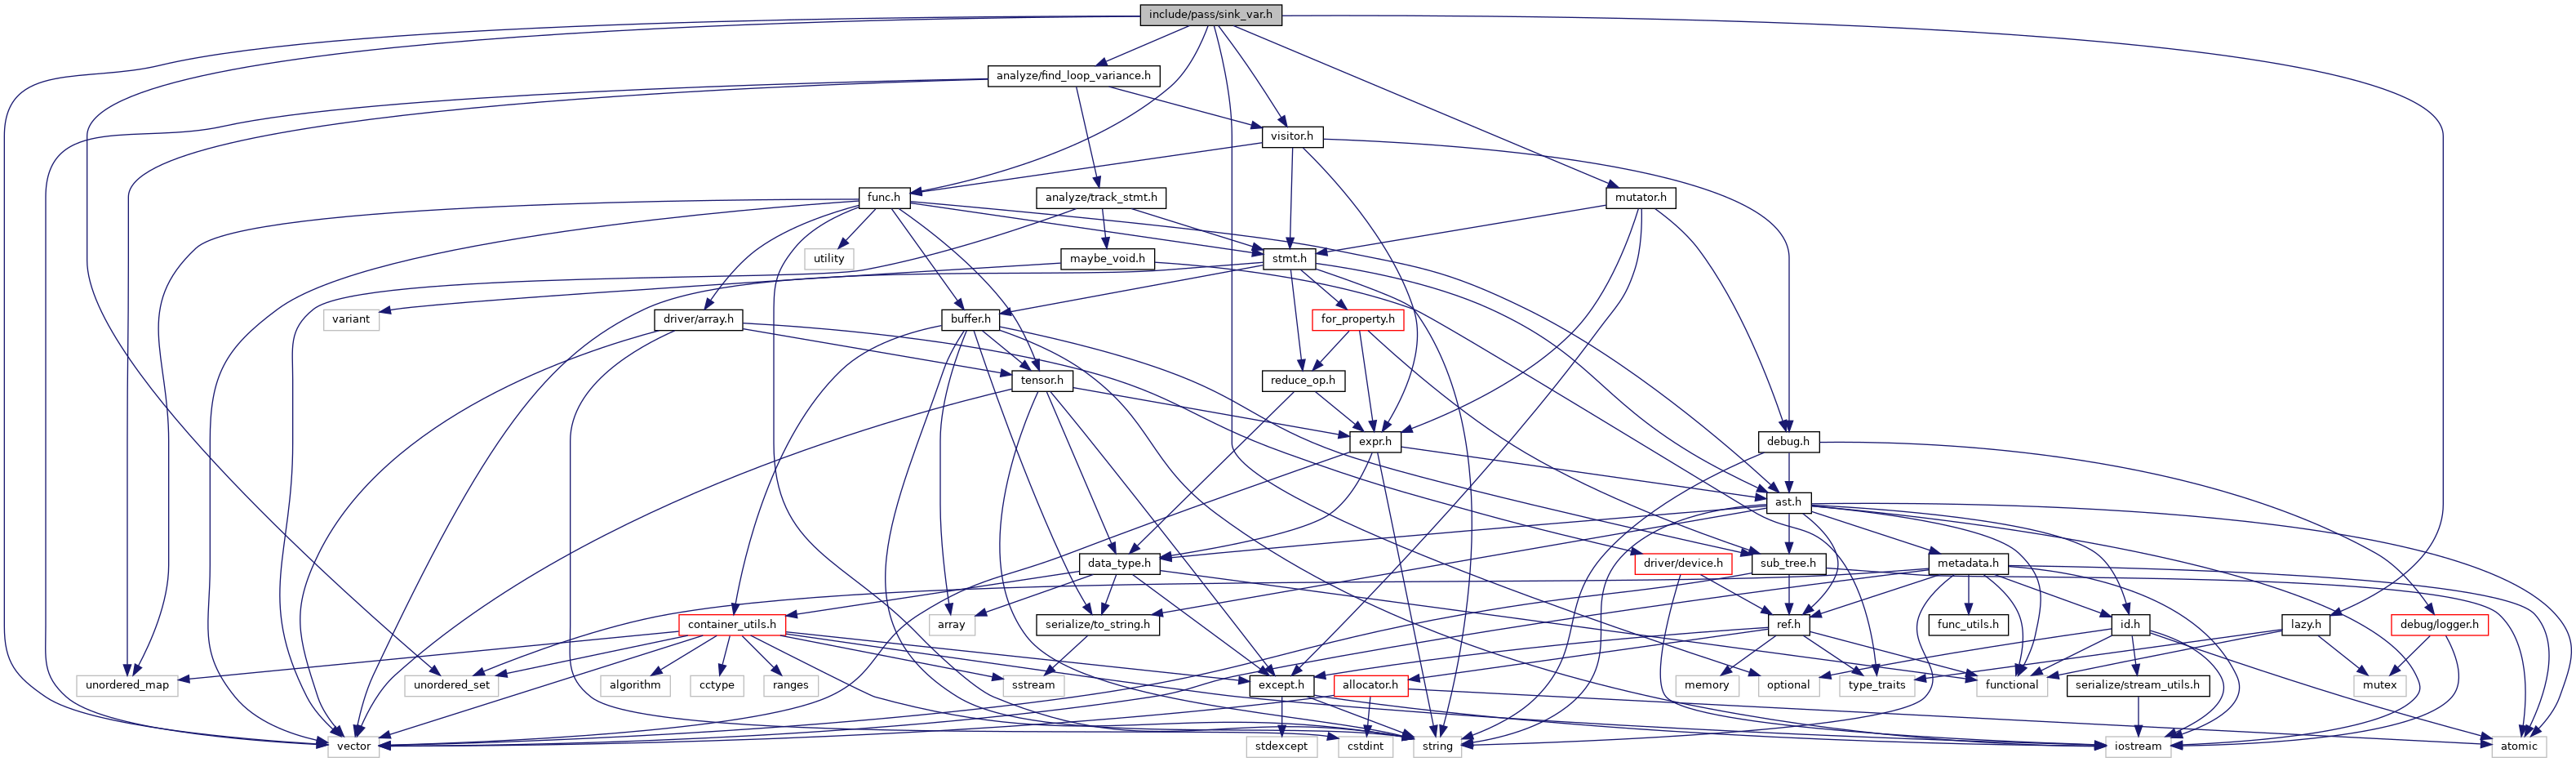 include/pass/sink_var.h
analyze/find_loop_variance.h
visitor.h
func.h
analyze/track_stmt.h
mutator.h
utility
maybe_void.h
stmt.h
variant
driver/array.h
buffer.h
for_property.h
tensor.h
reduce_op.h
expr.h
debug.h
ast.h
data_type.h
driver/device.h
sub_tree.h
metadata.h
container_utils.h
array
serialize/to_string.h
ref.h
func_utils.h
id.h
lazy.h
debug/logger.h
unordered_map
unordered_set
algorithm
cctype
ranges
sstream
except.h
allocator.h
memory
optional
type_traits
functional
serialize/stream_utils.h
mutex
vector
stdexcept
cstdint
string
iostream
atomic